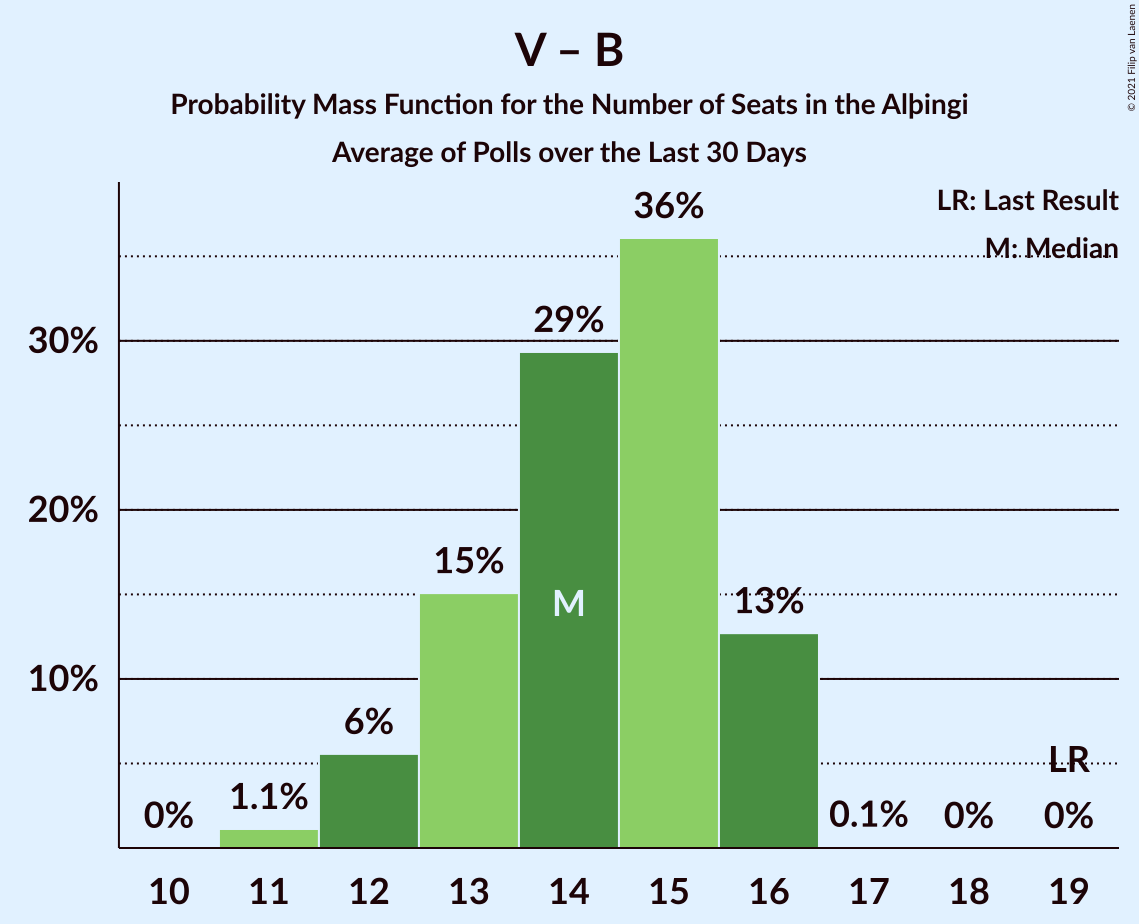 V – B
Probability Mass Function for the Number of Seats in the Alþingi
Average of Polls over the Last 30 Days
© 2021 Filip van Laenen
LR: Last Result
M: Median
36%
29%
30%
20%
15%
M
13%
10%
6%
LR
0%
1.1%
0.1%
0%
0%
10 11 12 13 14 15 16 17 18 19